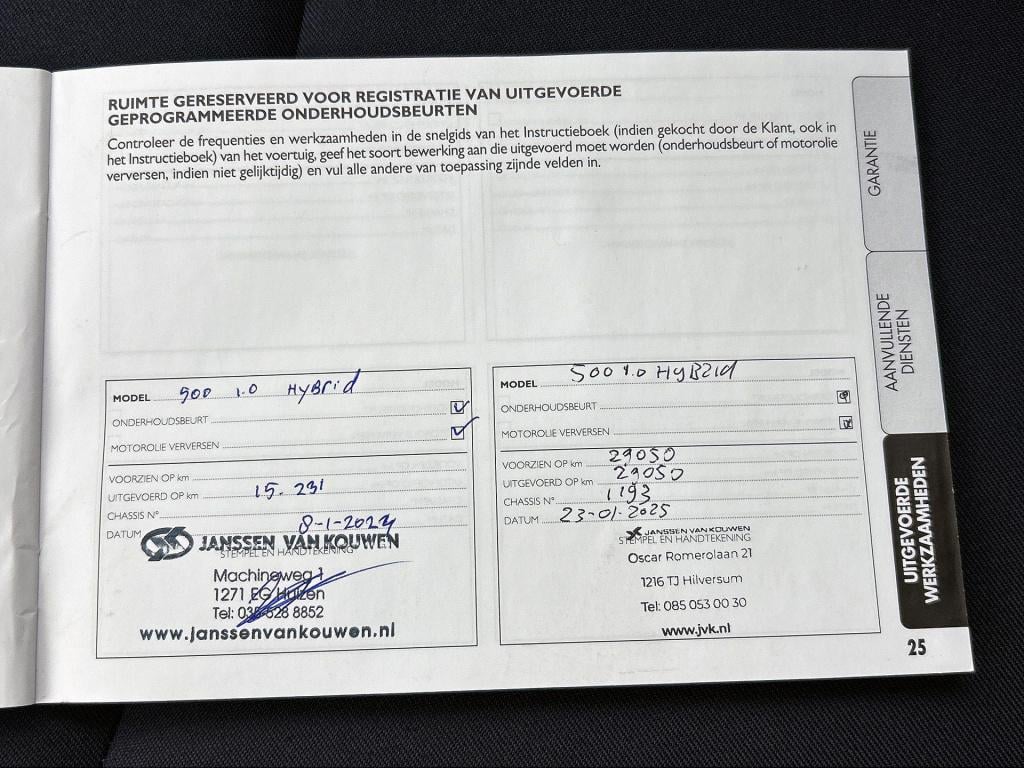 RUIMTE GERESERVEERD VOOR REGISTRATIE VAN UITGEVOERDE
GEPROGRAMMEERDE ONDERHOUDSBEURTEN
Controleer de frequenties en werkzaamheden in de snelgids van het Instructieboek (indien gekocht door de Klant, ook in
het Instructieboek) van het voertuig, geef het soort bewerking aan die uitgevoerd moet worden (onderhoudsbeurt of motorolie
verversen, indien niet gelijktijdig) en vul alle andere van toepassing zijnde velden in.
MODEL 500 1.0 HyBrid
ONDERHOUDSBEURT
MOTOROLIE VERVERSEN
VOORZIEN OP km
UITGEVOERD OP km 15.231
CHASSIS N°
DATUM 8-1-2024
JANSSEN VAN KOUWEN
STEMPEL EN HANDTEKENING
Machineweg 1
1271 EG Huizen
Tel: 035-528 8852
www.janssenvankouwen.nl
MODEL 500 1.0 HyBRid
ONDERHOUDSBEURT
MOTOROLIE VERVERSEN
VOORZIEN OP km 29050
UITGEVOERD OP km 29050
CHASSIS N° 1193
DATUM 23-01-2025
JANSSEN VAN KOUWEN
STEMPEL EN HANDTEKENING
Oscar Romerolaan 21
1216 TJ Hilversum
Tel: 085 053 00 30
www.jvk.nl
GARANTIE
AANVULLENDE
DIENSTEN
UITGEVOERDE
WERKZAAMHEDEN
25